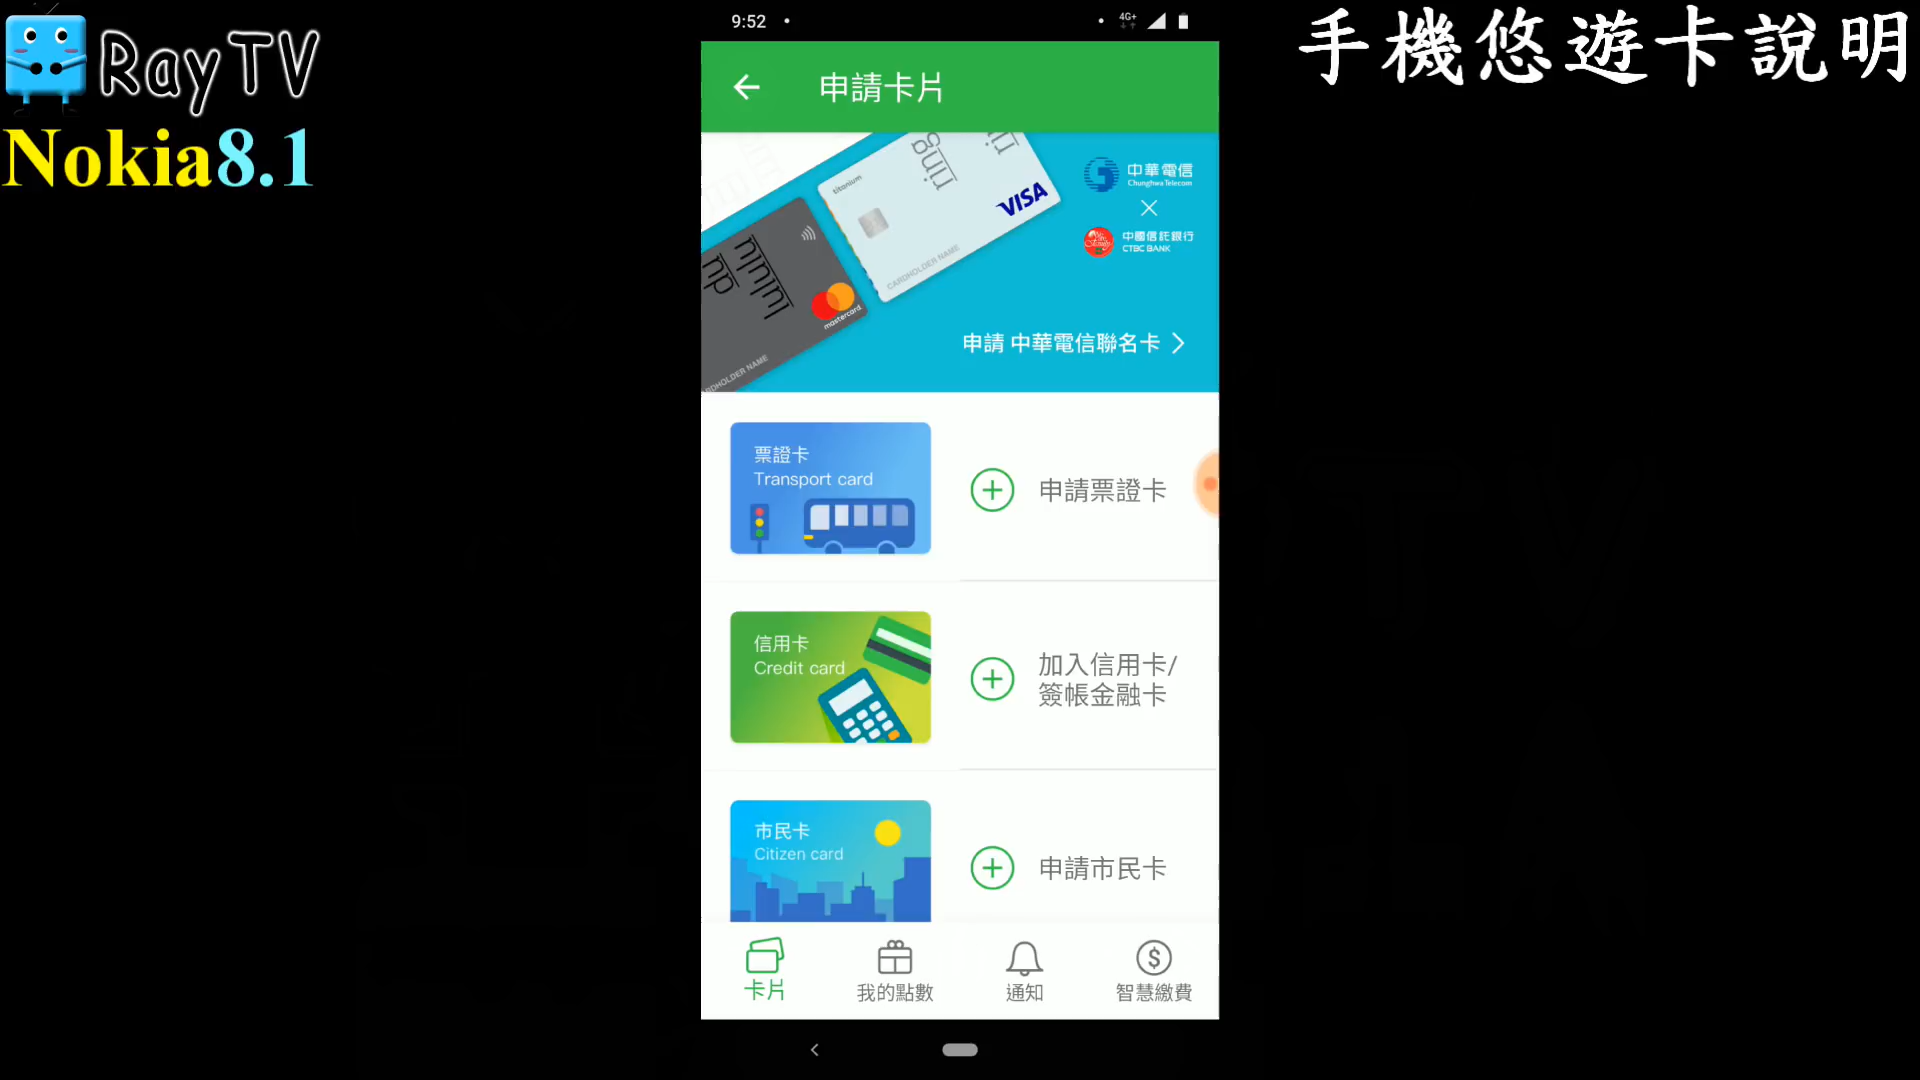 RayTV
Nokia8.1
手機悠遊卡說明
9:52
4G+
申請卡片
titanium
ring
VISA
CARDHOLDER NAME
mastercard
CARDHOLDER NAME
中華電信
Chunghwa Telecom
中國信託銀行
CTBC BANK
申請 中華電信聯名卡
票證卡
Transport card
申請票證卡
信用卡
Credit card
加入信用卡/
簽帳金融卡
市民卡
Citizen card
申請市民卡
卡片
我的點數
通知
智慧繳費